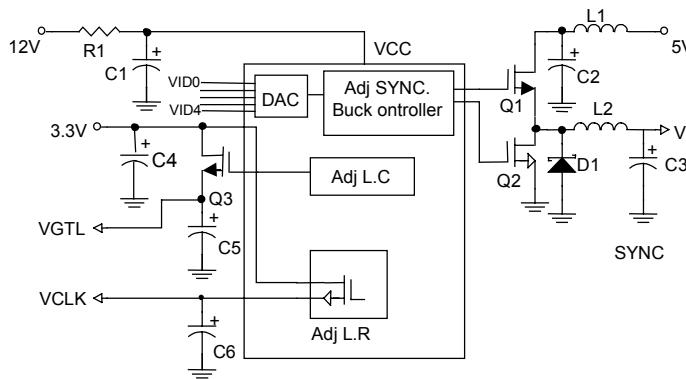 L1
12V
R1
VCC
5V
C1
C2
VID0
VID4
DAC
Adj SYNC.
Buck ontroller
Q1
L2
V
3.3V
C4
Q3
Adj L.C
Q2
D1
C3
VGTL
C5
SYNC
VCLK
Adj L.R
C6